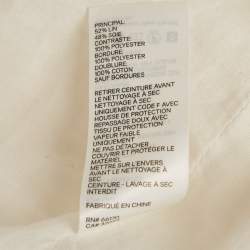 PRINCIPAL:
52% LIN
48% SOIE
CONTRASTE:
100% POLYESTER
BORDURE:
100% POLYESTER
DOUBLURE:
100% COTON
SAUF BORDURES
RETIRER CEINTURE AVANT
LE NETTOYAGE À SEC
NETTOYAGE À SEC
UNIQUEMENT CODE F AVEC
HOUSSE DE PROTECTION
REPASSAGE DOUX AVEC
TISSU DE PROTECTION
VAPEUR FAIBLE
UNIQUEMENT
NE PAS DÉTACHER
COUVRIR ET PROTÉGER LE
MATÉRIEL
METTRE SUR L'ENVERS
AVANT LE NETTOYAGE À
SEC
CEINTURE - LAVAGE À SEC
INTERDIT
FABRIQUÉ EN CHINE
RN#